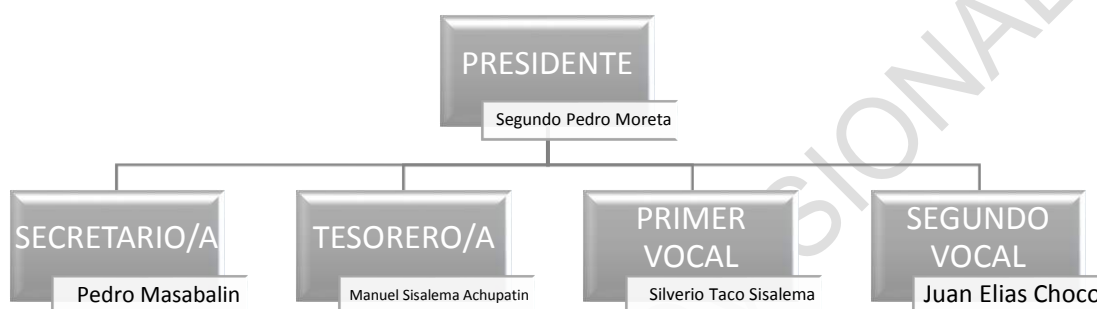 PRESIDENTE
Segundo Pedro Moreta
SECRETARIO/A
Pedro Masabalin
TESORERO/A
Manuel Sisalema Achupatin
PRIMER
VOCAL
Silverio Taco Sisalema
SEGUNDO
VOCAL
Juan Elias Choco